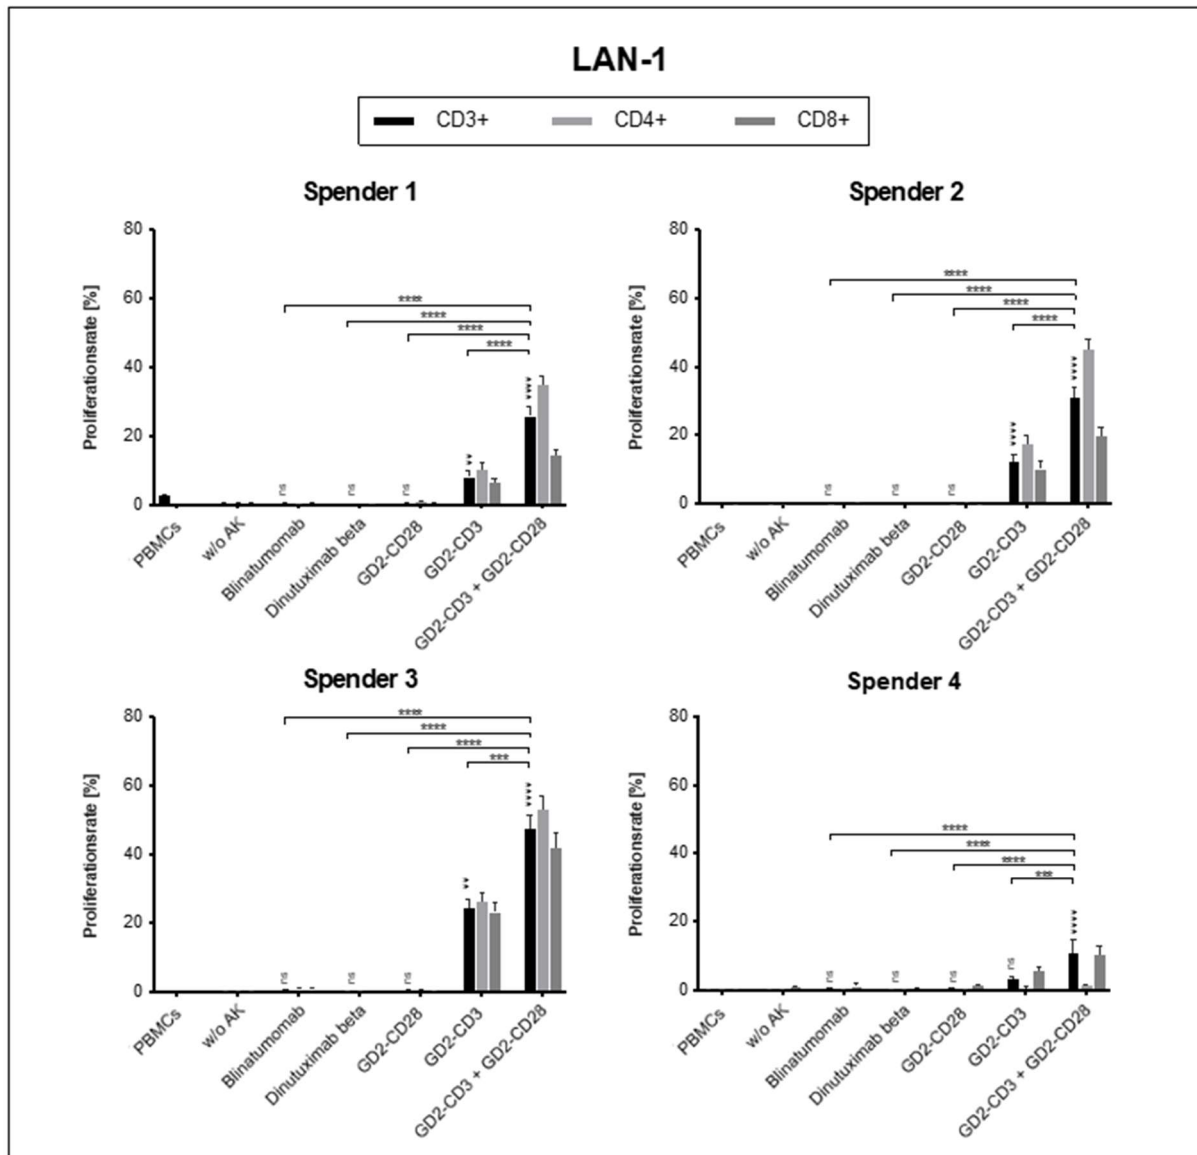 LAN-1
CD3+ CD4+ CD8+
Spender 1
Proliferationsrate [%]
80
60
40
20
0
****
****
****
****
ns
ns
ns
**
****
PBMCs
w/o AK
Blinatumomab
Dinutuximab beta
GD2-CD28
GD2-CD3
GD2-CD3 + GD2-CD28
Spender 2
Proliferationsrate [%]
80
60
40
20
0
****
****
****
****
ns
ns
ns
****
****
PBMCs
w/o AK
Blinatumomab
Dinutuximab beta
GD2-CD28
GD2-CD3
GD2-CD3 + GD2-CD28
Spender 3
Proliferationsrate [%]
80
60
40
20
0
****
****
****
***
ns
ns
ns
**
****
PBMCs
w/o AK
Blinatumomab
Dinutuximab beta
GD2-CD28
GD2-CD3
GD2-CD3 + GD2-CD28
Spender 4
Proliferationsrate [%]
80
60
40
20
0
****
****
****
***
ns
ns
ns
ns
****
PBMCs
w/o AK
Blinatumomab
Dinutuximab beta
GD2-CD28
GD2-CD3
GD2-CD3 + GD2-CD28